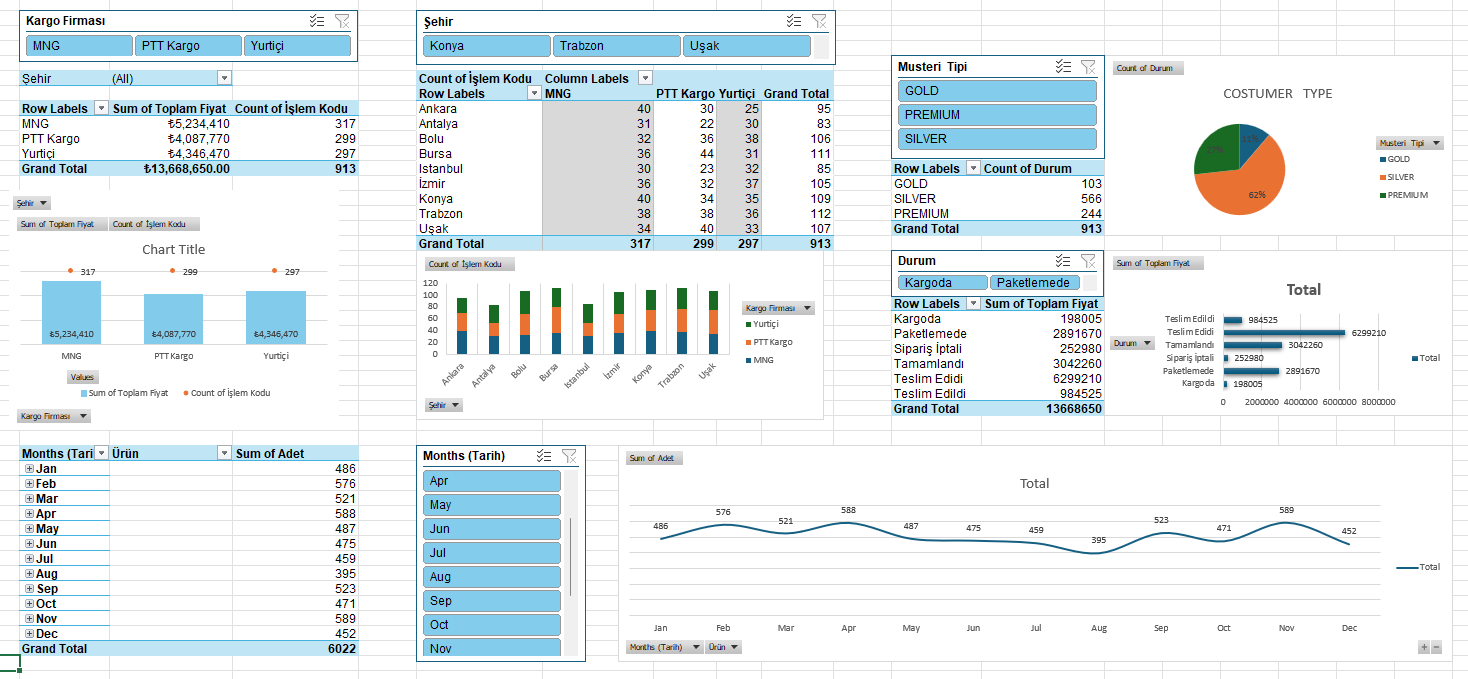 Kargo Firması
MNG PTT Kargo Yurtiçi
Şehir (All)
Row Labels Sum of Toplam Fiyat Count of İşlem Kodu
MNG ₺5,234,410 317
PTT Kargo ₺4,087,770 299
Yurtiçi ₺4,346,470 297
Grand Total ₺13,668,650.00 913
Şehir
Sum of Toplam Fiyat Count of İşlem Kodu
Chart Title
317 299 297
₺5,234,410 ₺4,087,770 ₺4,346,470
MNG PTT Kargo Yurtiçi
Values
Sum of Toplam Fiyat Count of İşlem Kodu
Kargo Firması
Şehir
Konya Trabzon Uşak
Count of İşlem Kodu Column Labels
Row Labels MNG PTT Kargo Yurtiçi Grand Total
Ankara 40 30 25 95
Antalya 31 22 30 83
Bolu 32 36 38 106
Bursa 36 44 31 111
Istanbul 30 23 32 85
İzmir 36 32 37 105
Konya 40 34 35 109
Trabzon 38 38 36 112
Uşak 34 40 33 107
Grand Total 317 299 297 913
Count of İşlem Kodu
120
100
80
60
40
20
0
Ankara Antalya Bolu Bursa Istanbul İzmir Konya Trabzon Uşak
Kargo Firması
Yurtiçi
PTT Kargo
MNG
Şehir
Musteri Tipi
GOLD
PREMIUM
SILVER
Row Labels Count of Durum
GOLD 103
SILVER 566
PREMIUM 244
Grand Total 913
Count of Durum
COSTUMER TYPE
11%
27%
62%
Musteri Tipi
GOLD
SILVER
PREMIUM
Durum
Kargoda Paketlemede
Row Labels Sum of Toplam Fiyat
Kargoda 198005
Paketlemede 2891670
Sipariş İptali 252980
Tamamlandı 3042260
Teslim Edidi 6299210
Teslim Edildi 984525
Grand Total 13668650
Sum of Toplam Fiyat
Total
Durum
Teslim Edildi 984525
Teslim Edidi 6299210
Tamamlandı 3042260
Sipariş İptali 252980
Paketlemede 2891670
Kargoda 198005
0 2000000 4000000 6000000 8000000
Total
Months (Tari Ürün Sum of Adet
Jan 486
Feb 576
Mar 521
Apr 588
May 487
Jun 475
Jul 459
Aug 395
Sep 523
Oct 471
Nov 589
Dec 452
Grand Total 6022
Months (Tarih)
Apr
May
Jun
Jul
Aug
Sep
Oct
Nov
Sum of Adet
Total
486 576 521 588 487 475 459 395 523 471 589 452
Total
Jan Feb Mar Apr May Jun Jul Aug Sep Oct Nov Dec
Months (Tarih) Ürün